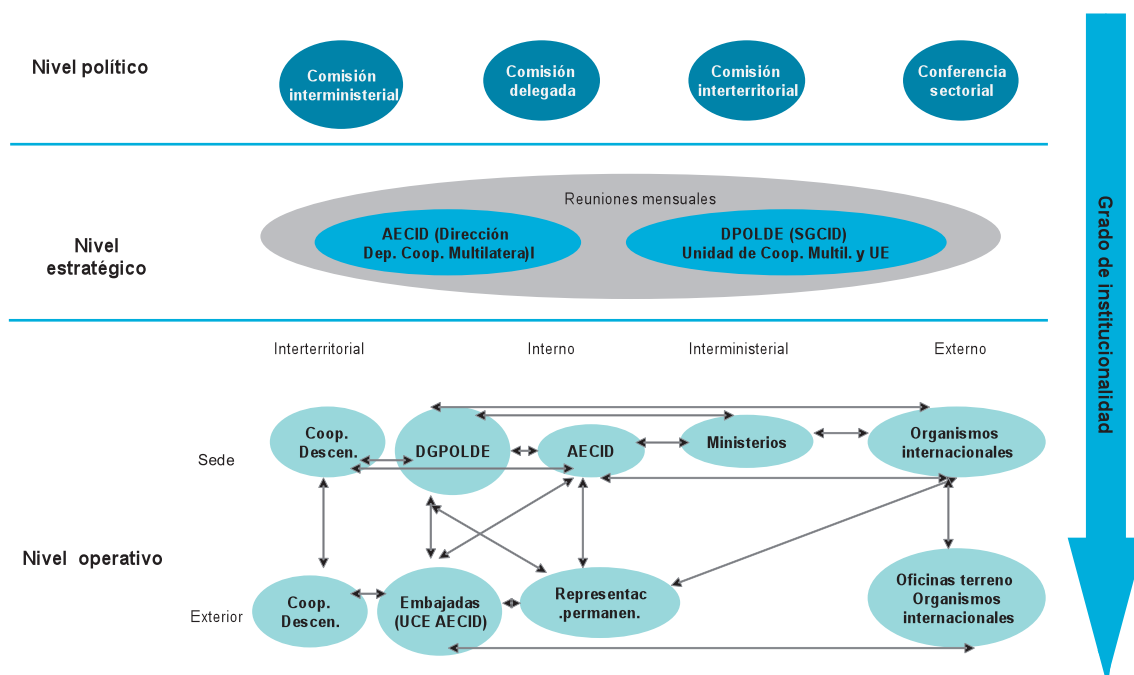 Nivel político
Comisión
interministerial
Comisión
delegada
Comisión
interterritorial
Conferencia
sectorial
Grado de institucionalidad
Nivel
estratégico
Reuniones mensuales
AECID (Dirección
Dep. Coop. Multilatera)l
DPOLDE (SGCID)
Unidad de Coop. Multil. y UE
Interterritorial
Interno
Interministerial
Externo
Nivel operativo
Sede
Coop.
Descen.
DGPOLDE
AECID
Ministerios
Organismos
internacionales
Exterior
Coop.
Descen.
Embajadas
(UCE AECID)
Representac
.permanen.
Oficinas terreno
Organismos
internacionales